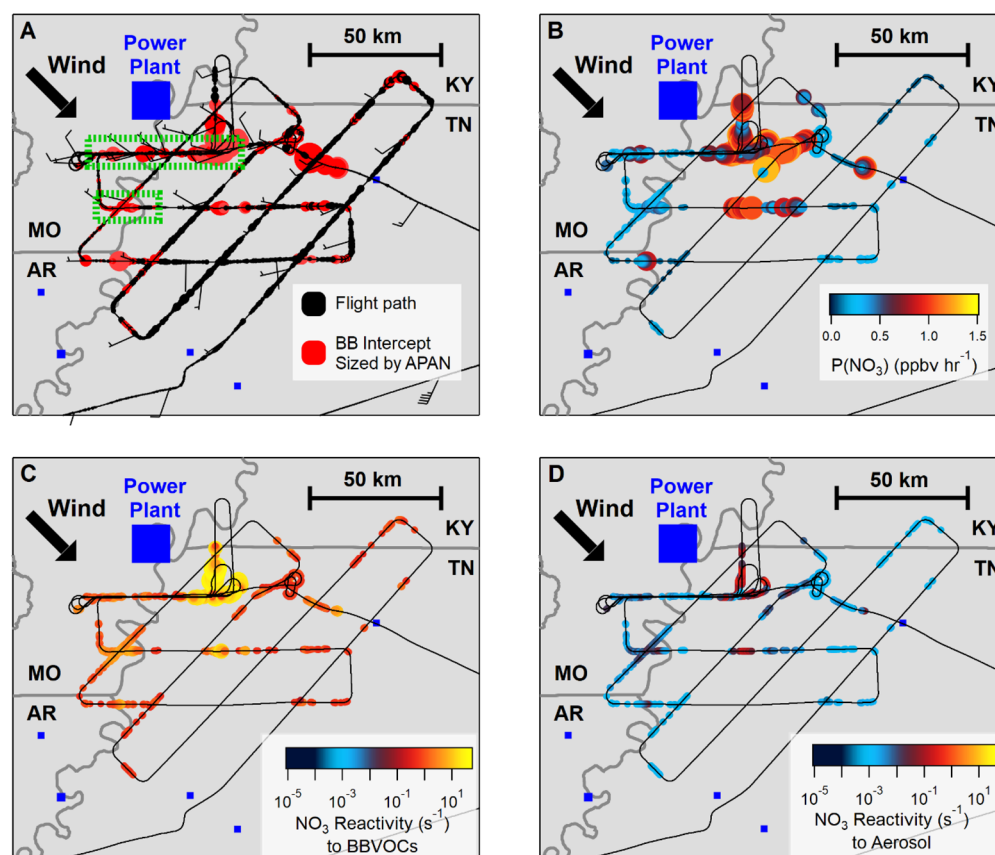 A
Power
Plant
50 km
Wind
KY
TN
MO
AR
Flight path
BB Intercept
Sized by APAN
B
Power
Plant
50 km
Wind
KY
TN
MO
AR
0.0 0.5 1.0 1.5
P(NO₃) (ppbv hr⁻¹)
C
Power
Plant
50 km
Wind
KY
TN
MO
AR
10⁻⁵ 10⁻³ 10⁻¹ 10¹
NO₃ Reactivity (s⁻¹)
to BBVOCs
D
Power
Plant
50 km
Wind
KY
TN
MO
AR
10⁻⁵ 10⁻³ 10⁻¹ 10¹
NO₃ Reactivity (s⁻¹)
to Aerosol